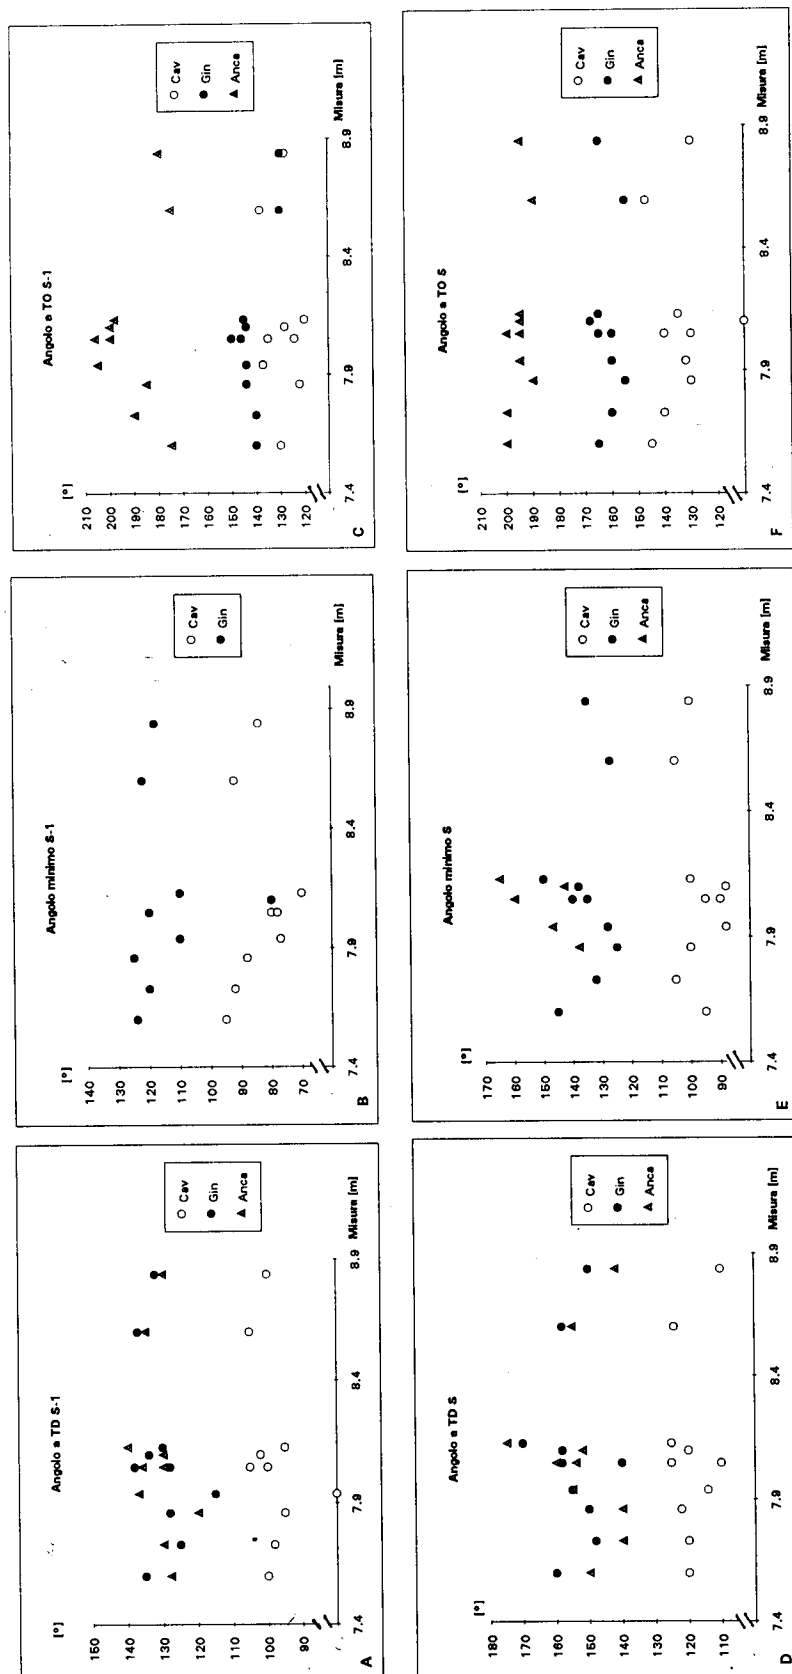 Angolo a TD S-1
[°]
150
140
130
120
110
100
90
7.4
7.9
8.4
8.9
Misura [m]
Cav
Gin
Anca
A
Angolo minimo S-1
[°]
140
130
120
110
100
90
80
70
7.4
7.9
8.4
8.9
Misura [m]
Cav
Gin
B
Angolo a TO S-1
[°]
210
200
190
180
170
160
150
140
130
120
7.4
7.9
8.4
8.9
Misura [m]
Cav
Gin
Anca
C
Angolo a TD S
[°]
180
170
160
150
140
130
120
110
7.4
7.9
8.4
8.9
Misura [m]
Cav
Gin
Anca
D
Angolo minimo S
[°]
170
160
150
140
130
120
110
100
90
7.4
7.9
8.4
8.9
Misura [m]
Cav
Gin
Anca
E
Angolo a TO S
[°]
210
200
190
180
170
160
150
140
130
120
7.4
7.9
8.4
8.9
Misura [m]
Cav
Gin
Anca
F